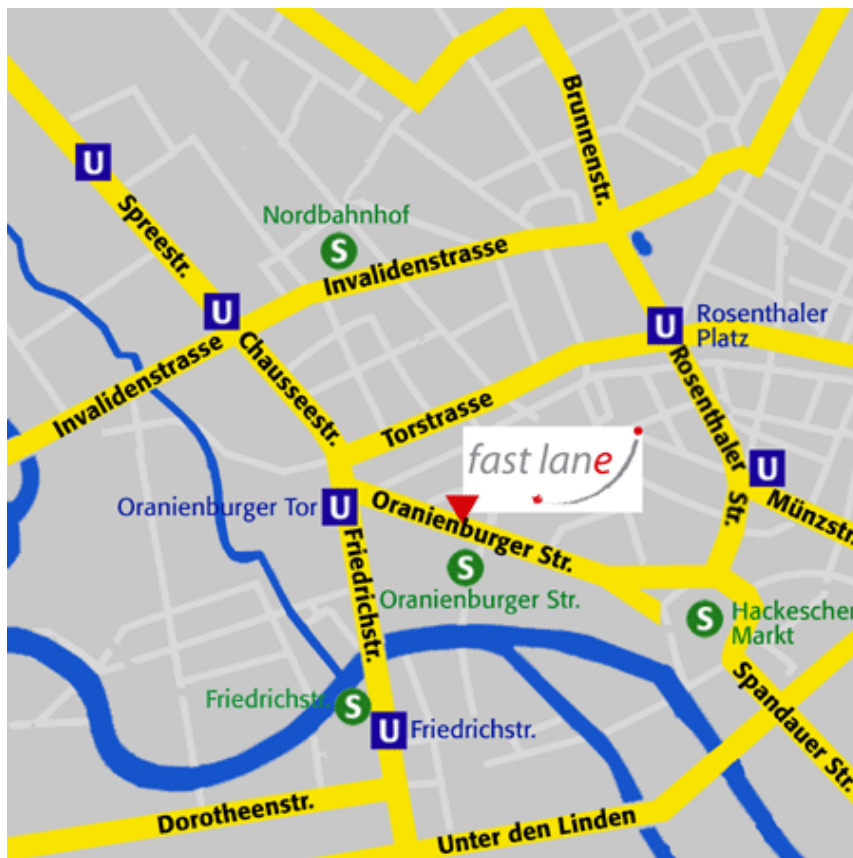 Brunnenstr.
U
Spreestr.
Nordbahnhof
S
Invalidenstrasse
U
Invalidenstrasse
Chausseestr.
U
Rosenthaler
Platz
Torstrasse
Rosenthaler
Str.
fast lane
U
Münzstr.
Oranienburger Tor
U
Oranienburger Str.
S
Oranienburger Str.
Friedrichstr.
S
Hackescher
Markt
Spandauer Str.
Friedrichstr.
S
U
Friedrichstr.
Dorotheenstr.
Unter den Linden